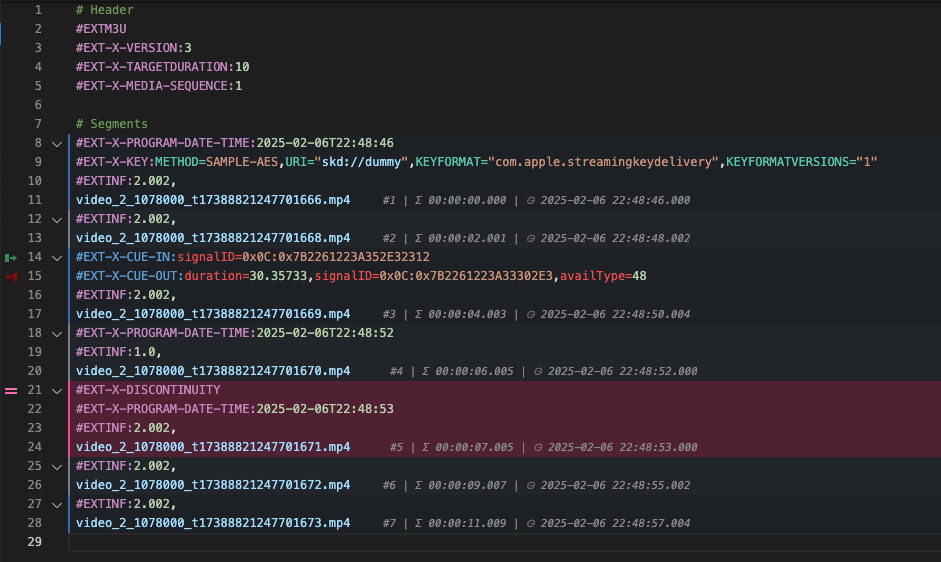 1 # Header
2 #EXTM3U
3 #EXT-X-VERSION:3
4 #EXT-X-TARGETDURATION:10
5 #EXT-X-MEDIA-SEQUENCE:1
6
7 # Segments
8 #EXT-X-PROGRAM-DATE-TIME:2025-02-06T22:48:46
9 #EXT-X-KEY:METHOD=SAMPLE-AES,URI="skd://dummy",KEYFORMAT="com.apple.streamingkeydelivery",KEYFORMATVERSIONS="1"
10 #EXTINF:2.002,
11 video_2_1078000_t17388821247701666.mp4 #1 | Σ 00:00:00.000 | ◷ 2025-02-06 22:48:46.000
12 #EXTINF:2.002,
13 video_2_1078000_t17388821247701668.mp4 #2 | Σ 00:00:02.001 | ◷ 2025-02-06 22:48:48.002
14 #EXT-X-CUE-IN:signalID=0x0C:0x7B2261223A352E32312
15 #EXT-X-CUE-OUT:duration=30.35733,signalID=0x0C:0x7B2261223A33302E3,availType=48
16 #EXTINF:2.002,
17 video_2_1078000_t17388821247701669.mp4 #3 | Σ 00:00:04.003 | ◷ 2025-02-06 22:48:50.004
18 #EXT-X-PROGRAM-DATE-TIME:2025-02-06T22:48:52
19 #EXTINF:1.0,
20 video_2_1078000_t17388821247701670.mp4 #4 | Σ 00:00:06.005 | ◷ 2025-02-06 22:48:52.000
21 #EXT-X-DISCONTINUITY
22 #EXT-X-PROGRAM-DATE-TIME:2025-02-06T22:48:53
23 #EXTINF:2.002,
24 video_2_1078000_t17388821247701671.mp4 #5 | Σ 00:00:07.005 | ◷ 2025-02-06 22:48:53.000
25 #EXTINF:2.002,
26 video_2_1078000_t17388821247701672.mp4 #6 | Σ 00:00:09.007 | ◷ 2025-02-06 22:48:55.002
27 #EXTINF:2.002,
28 video_2_1078000_t17388821247701673.mp4 #7 | Σ 00:00:11.009 | ◷ 2025-02-06 22:48:57.004
29